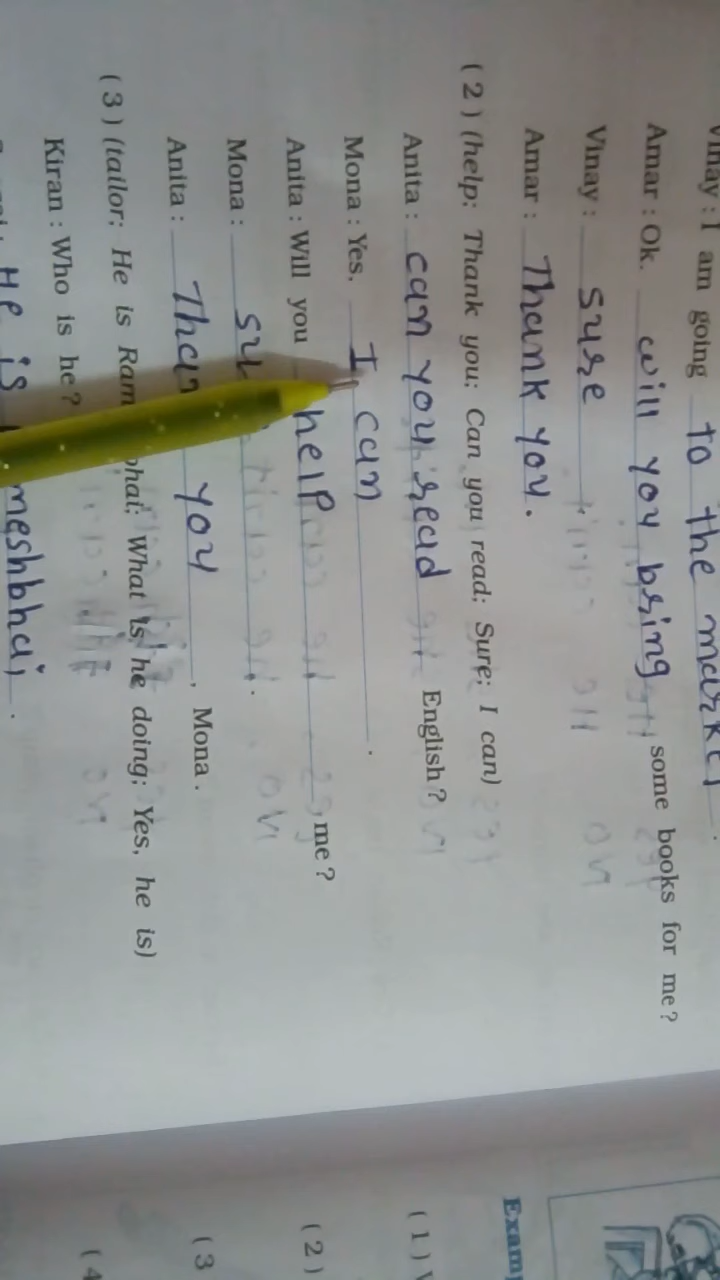 Vinay : I am going to the market.
Amar : Ok. will you bring some books for me?
Vinay : sure
Amar : Thank you.
(2) (help; Thank you; Can you read; Sure; I can)
Anita : can you read English?
Mona : Yes, I can.
Anita : Will you help me?
Mona :
Anita : you, Mona.
(3) (tailor; He is What is he doing; Yes, he is)
Kiran : Who is he?
He is
Exam
(1)
(2)
(3
(4